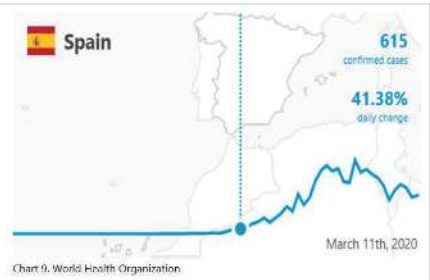 Spain
615
confirmed cases
41.38%
daily change
March 11th, 2020
Chart 9. World Health Organization